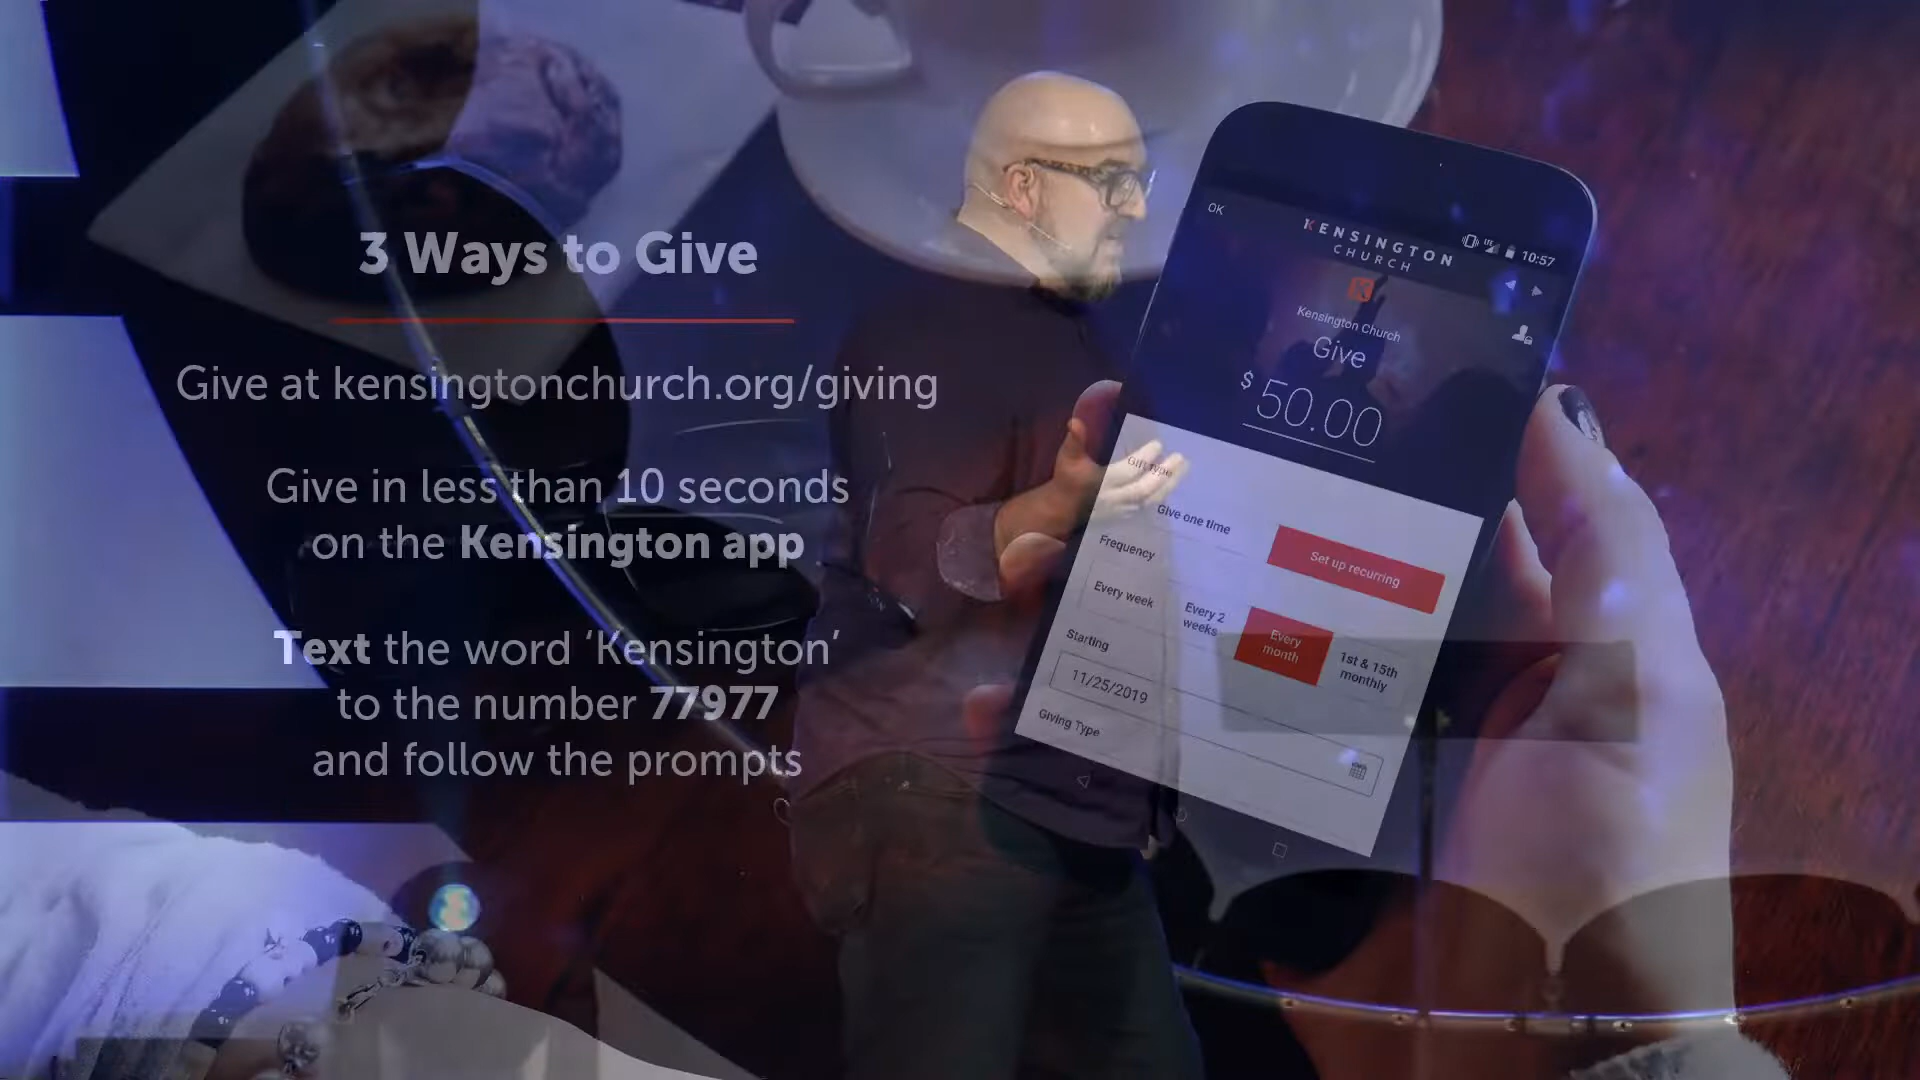 3 Ways to Give
Give at kensingtonchurch.org/giving
Give in less than 10 seconds
on the Kensington app
Text the word ‘Kensington’
to the number 77977
and follow the prompts
OK
KENSINGTON
CHURCH
LTE 10:57
K
Kensington Church
Give
$ 50.00
Gift type
Give one time
Set up recurring
Frequency
Every week
Every 2
weeks
Every
month
1st & 15th
monthly
Starting
11/25/2019
Giving Type